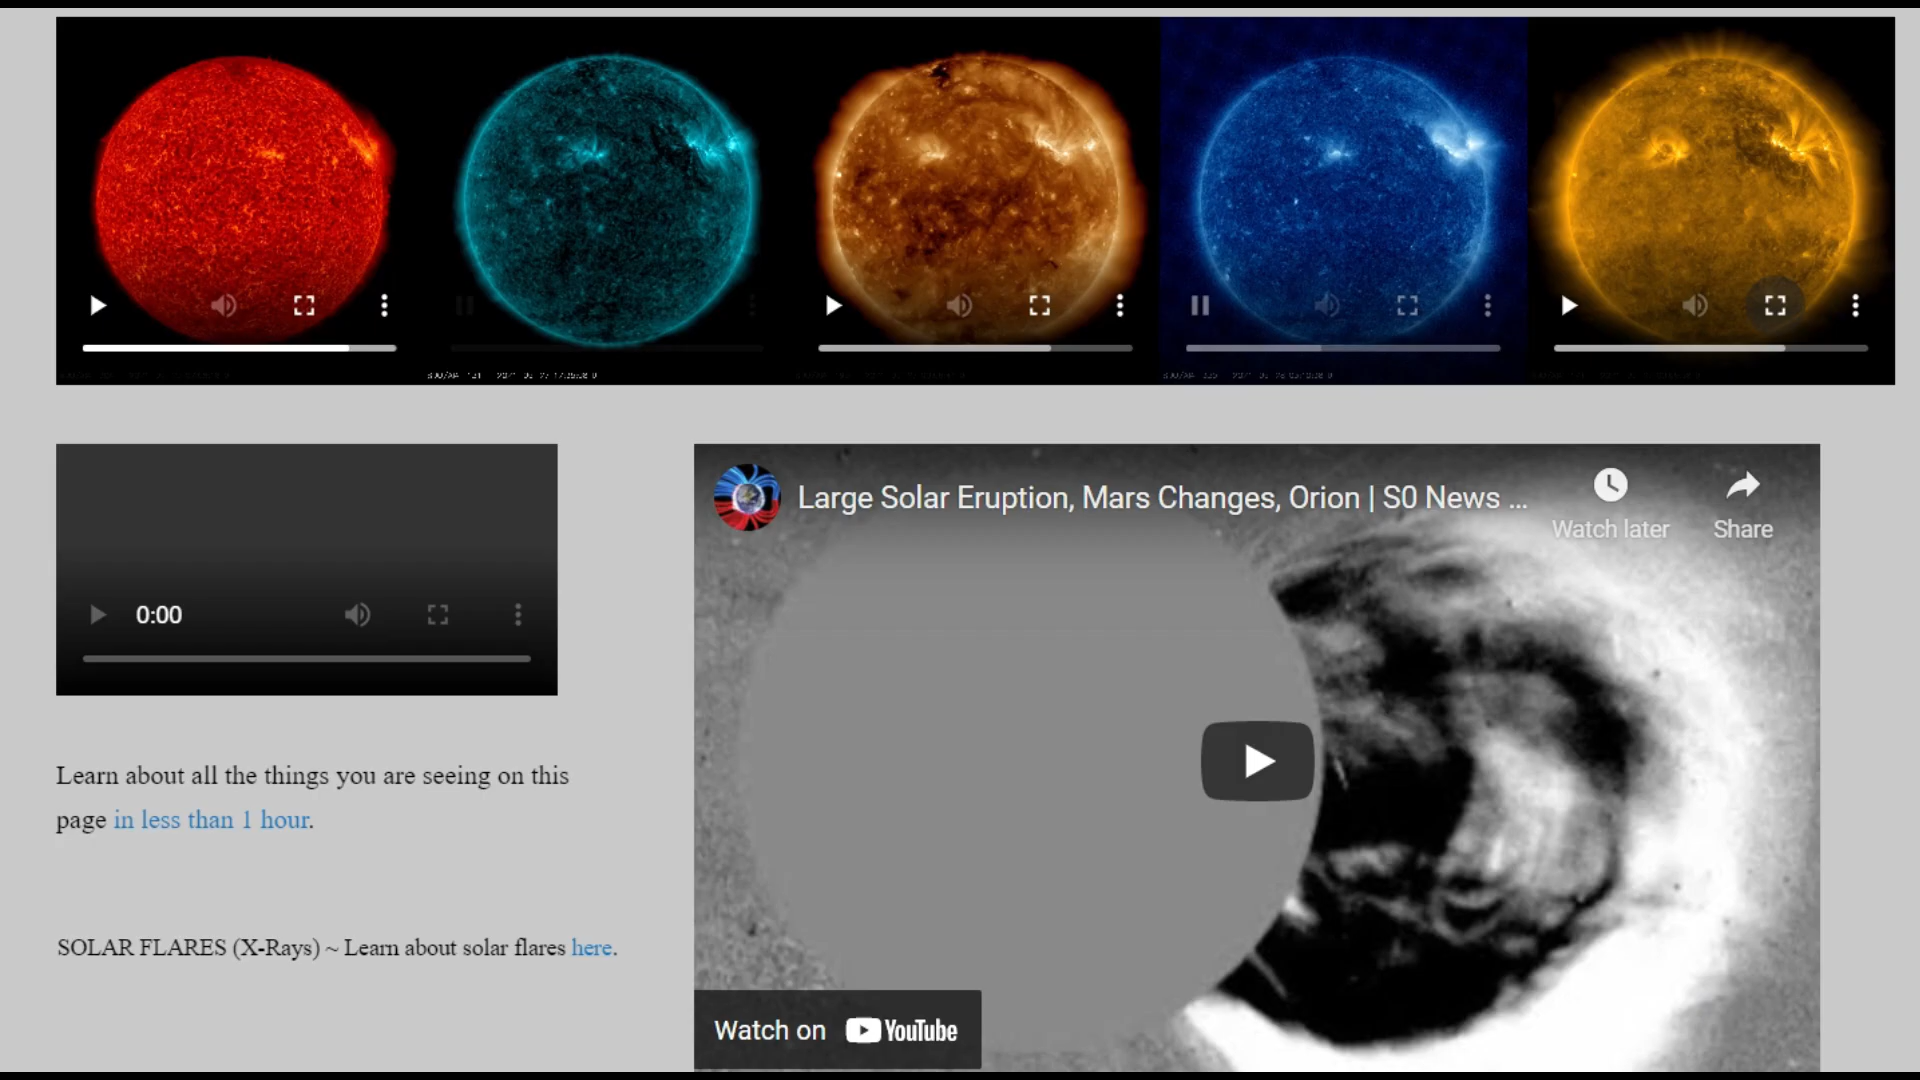 0:00
Large Solar Eruption, Mars Changes, Orion | S0 News ...
Watch later
Share
Learn about all the things you are seeing on this
page in less than 1 hour.
SOLAR FLARES (X-Rays) ~ Learn about solar flares here.
Watch on YouTube